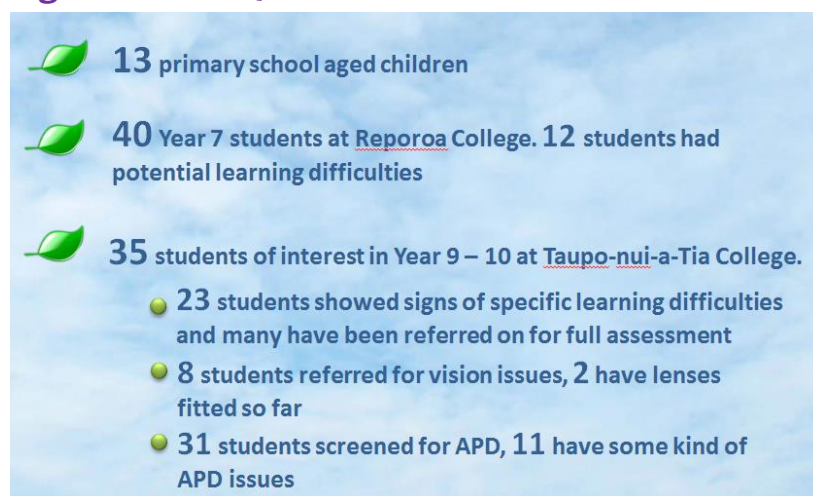 13 primary school aged children
40 Year 7 students at Reporoa College. 12 students had
potential learning difficulties
35 students of interest in Year 9 – 10 at Taupo-nui-a-Tia College.
23 students showed signs of specific learning difficulties
and many have been referred on for full assessment
8 students referred for vision issues, 2 have lenses
fitted so far
31 students screened for APD, 11 have some kind of
APD issues